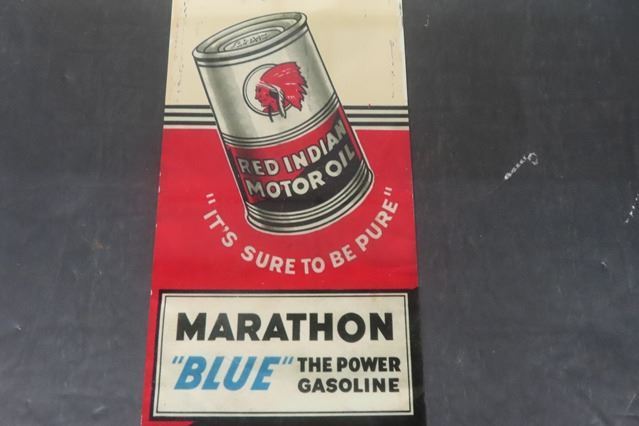 RED INDIAN
MOTOR OIL
"IT'S SURE TO BE PURE"
MARATHON
"BLUE" THE POWER
GASOLINE